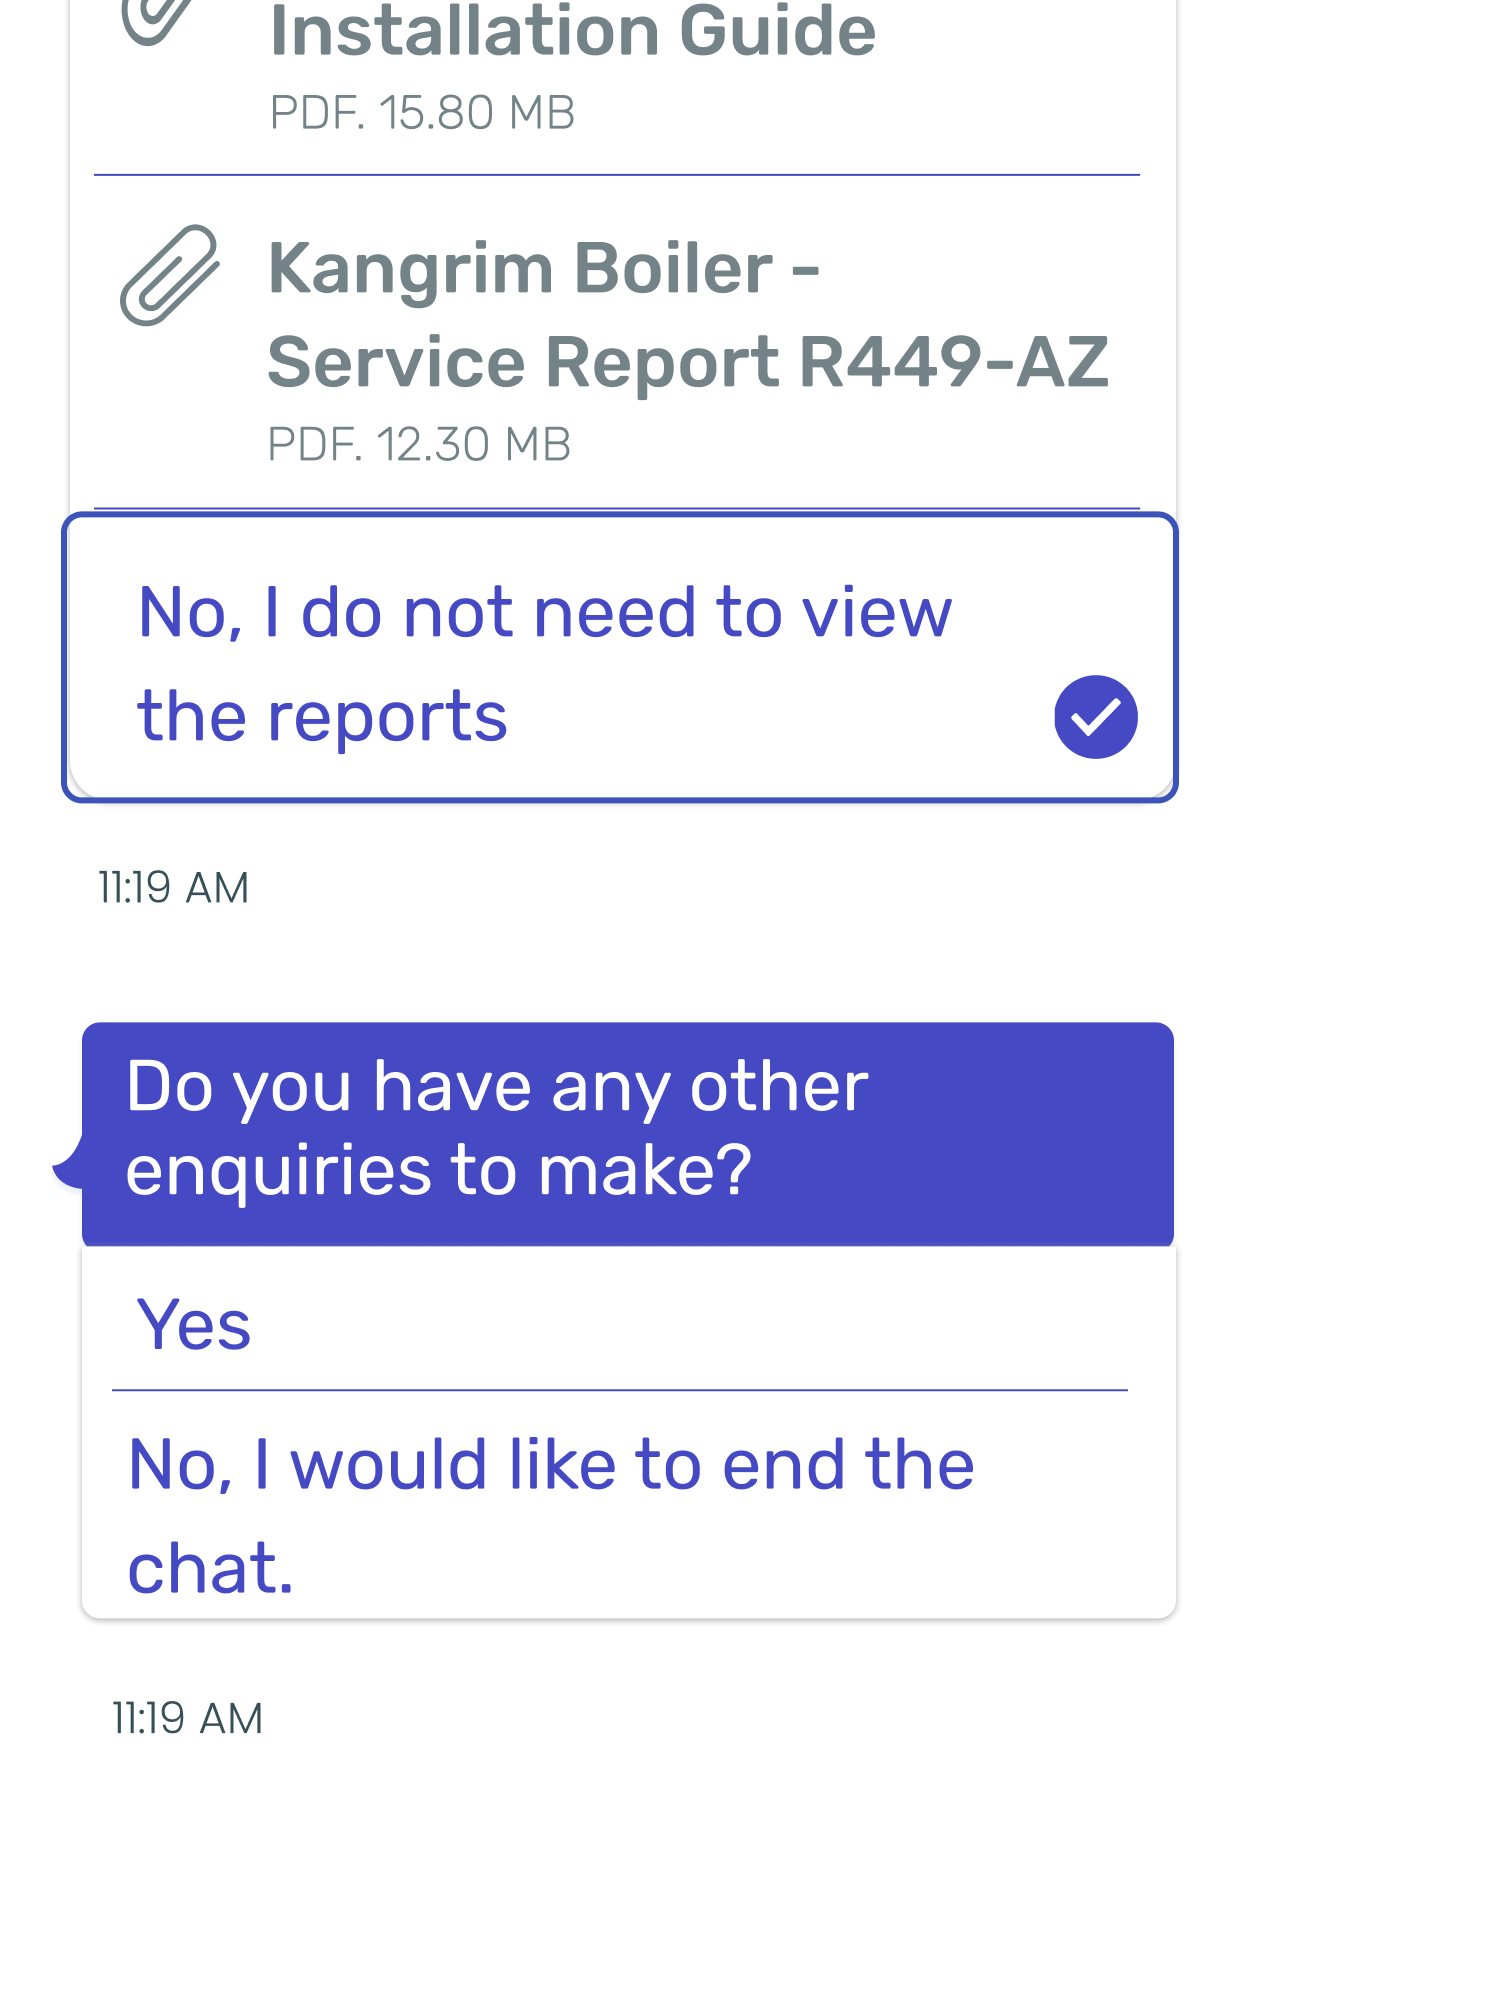 Installation Guide
PDF. 15.80 MB
Kangrim Boiler -
Service Report R449-AZ
PDF. 12.30 MB
No, I do not need to view
the reports
11:19 AM
Do you have any other
enquiries to make?
Yes
No, I would like to end the
chat.
11:19 AM